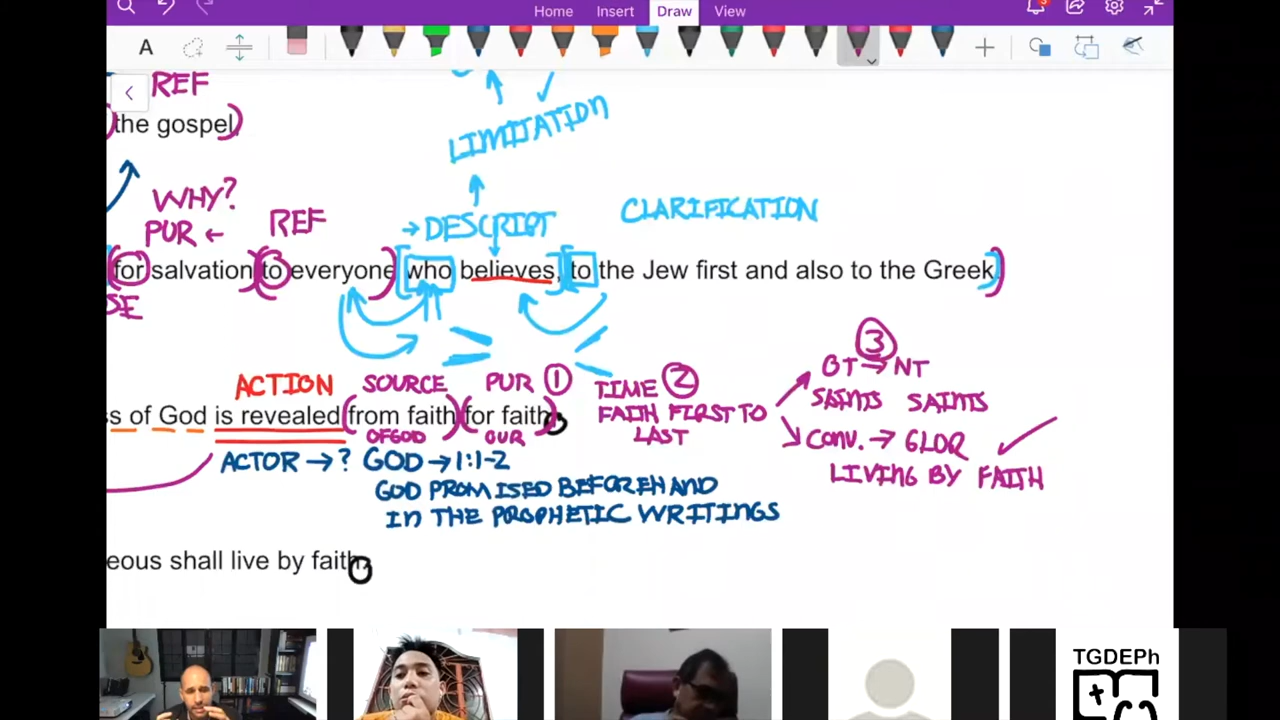 Home Insert Draw View
A
REF
the gospel,
LIMITATION
WHY?
PUR ←
REF
→ DESCRIPT
CLARIFICATION
for salvation to everyone who believes, to the Jew first and also to the Greek.
SE
ACTION
SOURCE
PUR ①
TIME ②
③
OT → NT
SAINTS SAINTS
s of God is revealed from faith for faith
OF GOD
OUR
FAITH FIRST TO
LAST
CONV. → GLOR
LIVING BY FAITH
ACTOR → ? GOD → 1:1-2
GOD PROMISED BEFOREHAND
IN THE PROPHETIC WRITINGS
eous shall live by faith
TGDEPh